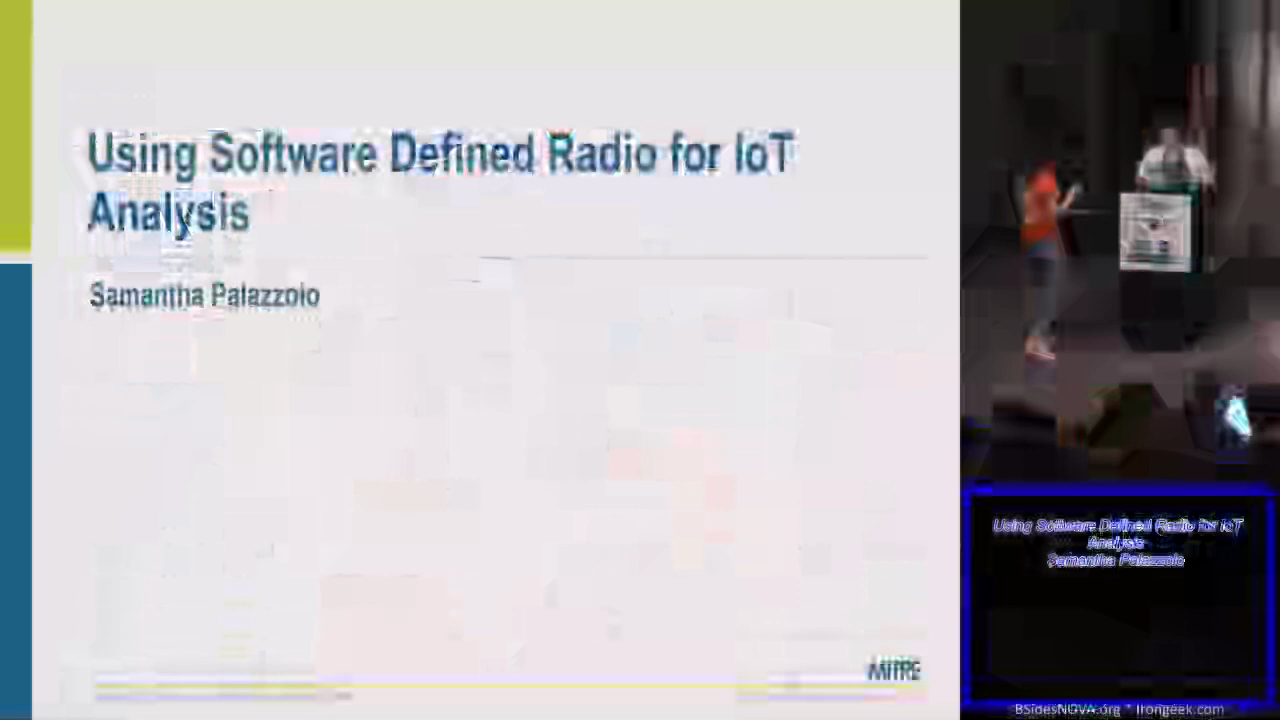 Using Software Defined Radio for IoT
Analysis
Samantha Palazzolo
MITRE
Using Software Defined Radio for IoT
Analysis
Samantha Palazzolo
BSidesNOVA.org * Irongeek.com